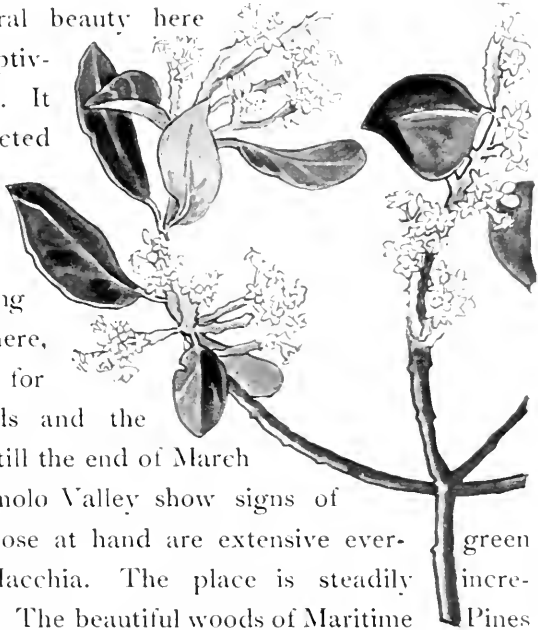 ral beauty here
ptiv-
. It
cted
ng
here,
for
ls and the
till the end of March
nolo Valley show signs of
ose at hand are extensive ever- green
Macchia. The place is steadily incre-
The beautiful woods of Maritime Pines